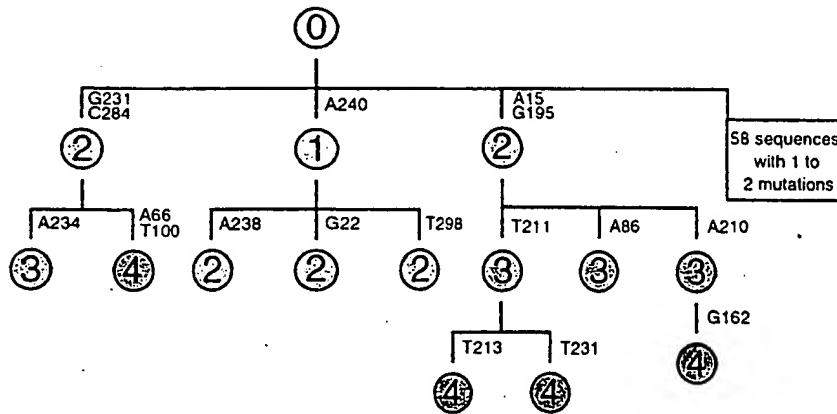 0
G231
C284
A240
A15
G195
58 sequences
with 1 to
2 mutations
2
1
2
A234
A66
T100
A238
G22
T298
T211
A86
A210
3
4
2
2
2
3
3
3
G162
T213
T231
4
4
4